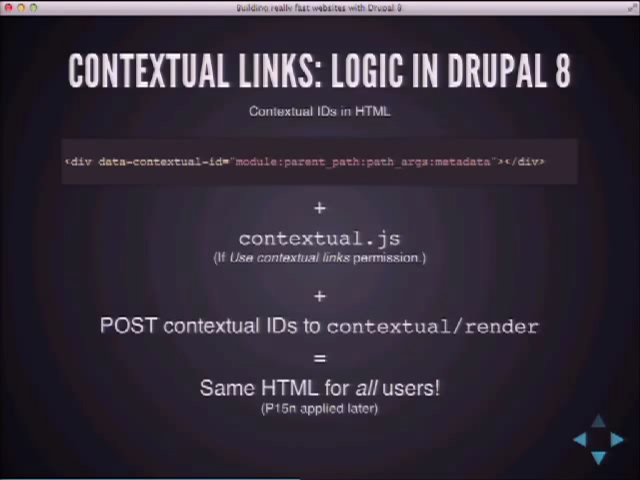 Building really fast websites with Drupal 8
CONTEXTUAL LINKS: LOGIC IN DRUPAL 8
Contextual IDs in HTML
<div data-contextual-id="module:parent_path:path_args:metadata"></div>
+
contextual.js
(If Use contextual links permission.)
+
POST contextual IDs to contextual/render
=
Same HTML for all users!
(P15n applied later)